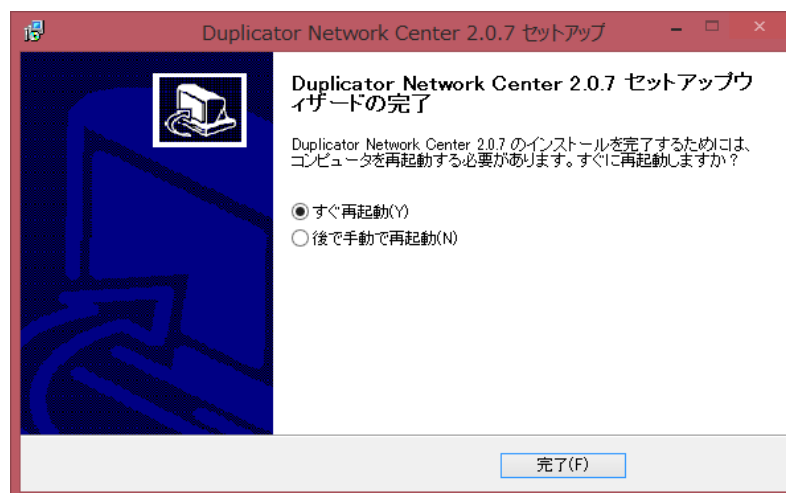 Duplicator Network Center 2.0.7 セットアップ
Duplicator Network Center 2.0.7 セットアップウ
ィザードの完了
Duplicator Network Center 2.0.7 のインストールを完了するためには、
コンピュータを再起動する必要があります。すぐに再起動しますか？
すぐ再起動(Y)
後で手動で再起動(N)
完了(F)